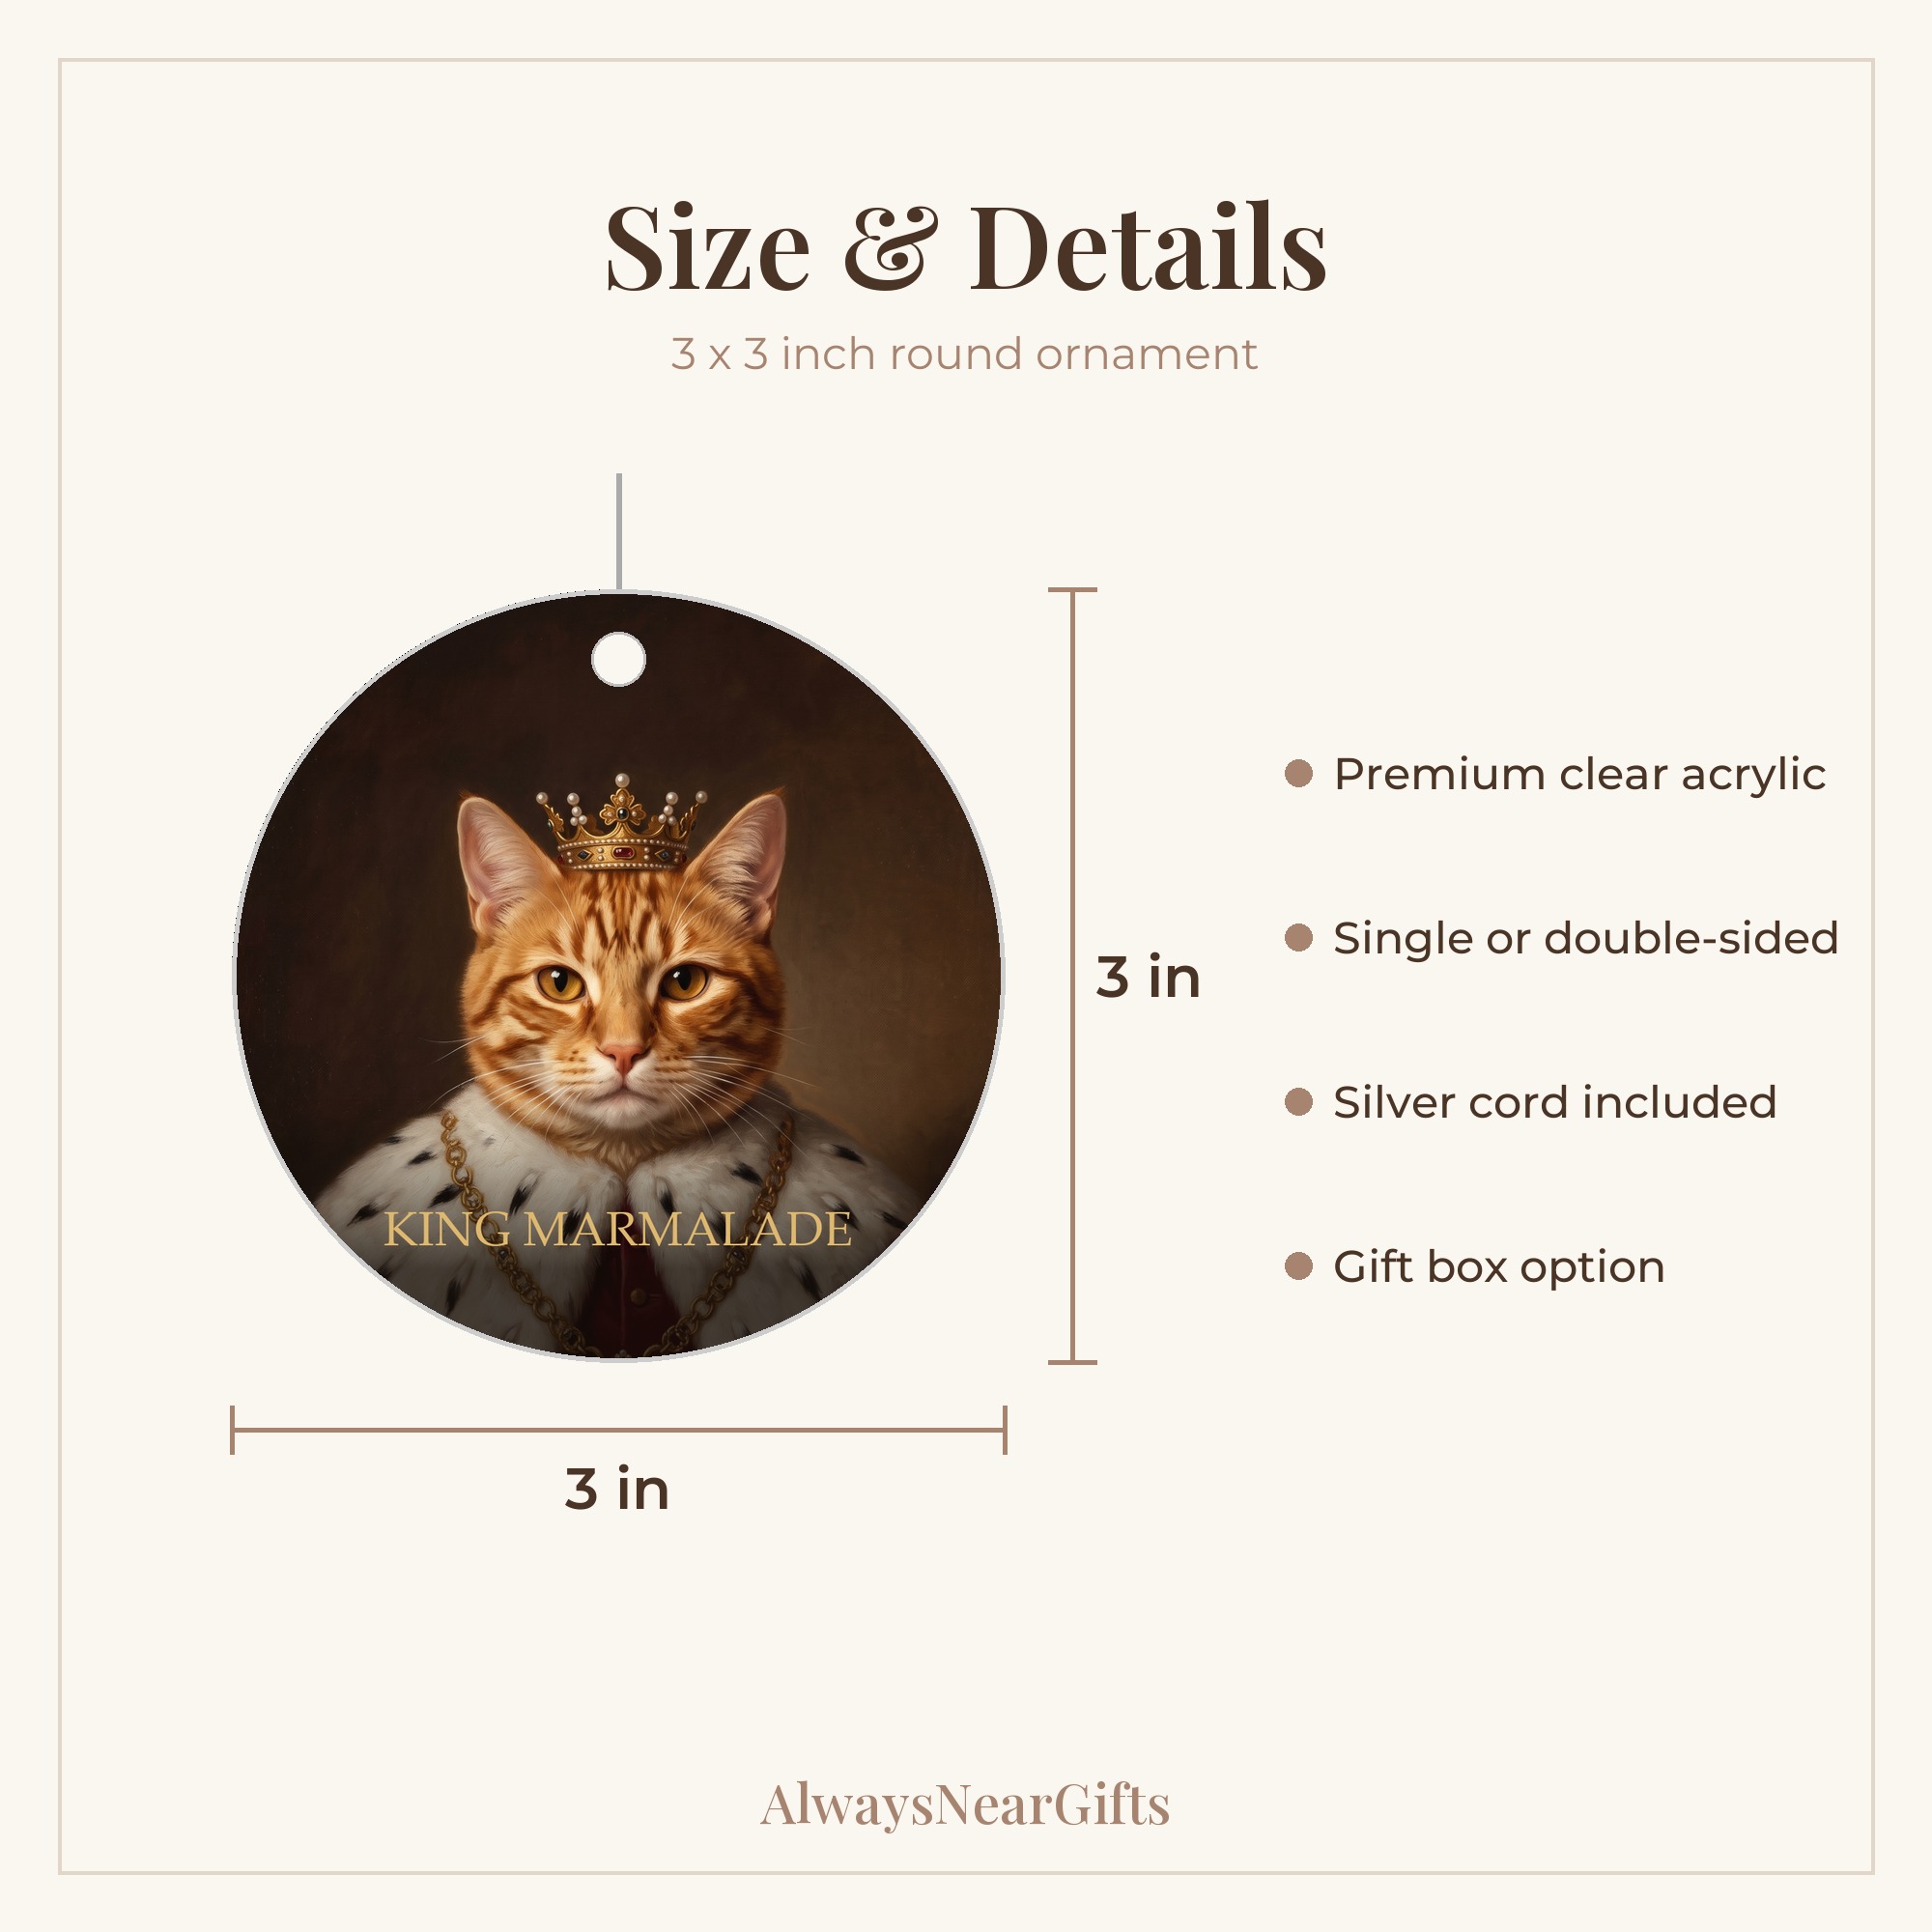 Size & Details
3 x 3 inch round ornament
KING MARMALADE
3 in
3 in
Premium clear acrylic
Single or double-sided
Silver cord included
Gift box option
AlwaysNearGifts